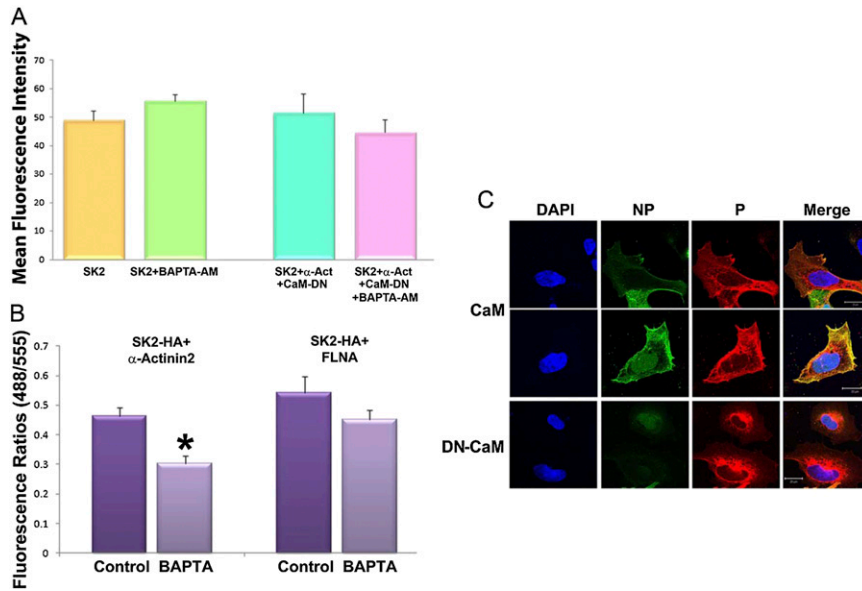 A
Mean Fluorescence Intensity
70
60
50
40
30
20
10
0
SK2
SK2+BAPTA-AM
SK2+α-Act
+CaM-DN
SK2+α-Act
+CaM-DN
+BAPTA-AM
B
Fluorescence Ratios (488/555)
SK2-HA+
α-Actinin2
SK2-HA+
FLNA
0.7
0.6
0.5
0.4
0.3
0.2
0.1
0
*
Control
BAPTA
Control
BAPTA
C
DAPI
NP
P
Merge
CaM
DN-CaM